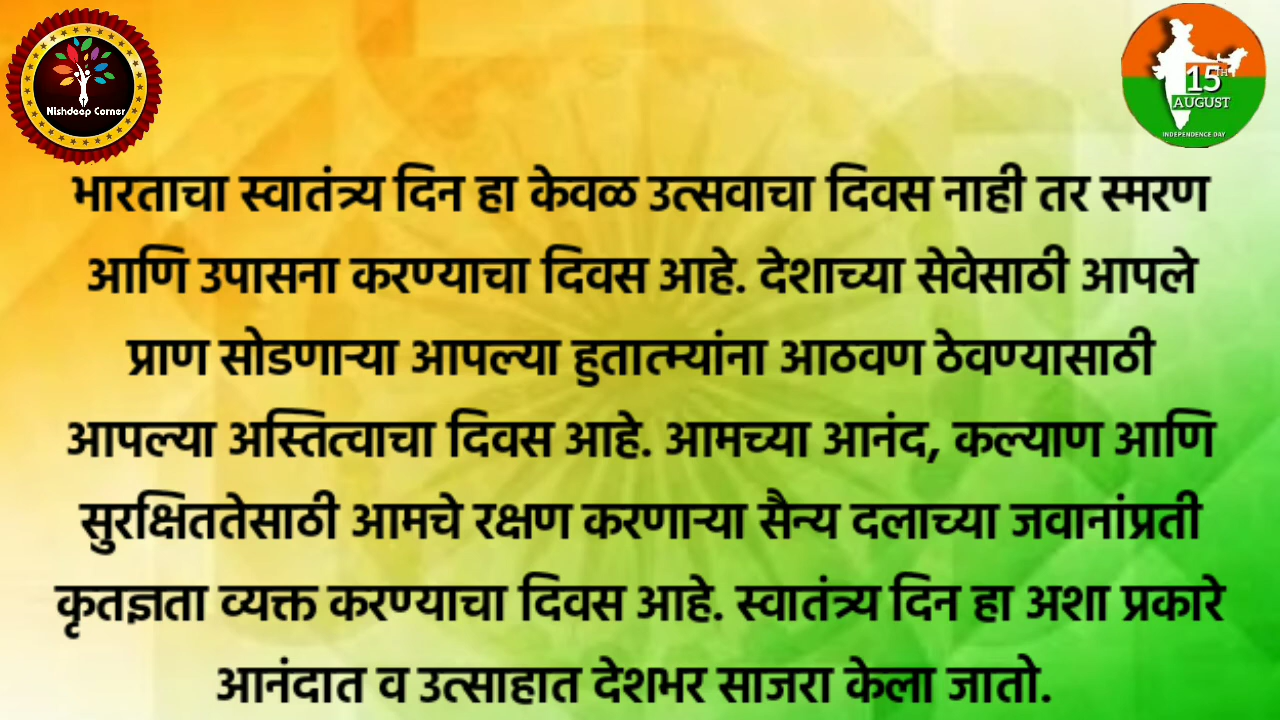 Nishdeep Corner
15TH
AUGUST
INDEPENDENCE DAY
भारताचा स्वातंत्र्य दिन हा केवळ उत्सवाचा दिवस नाही तर स्मरण
आणि उपासना करण्याचा दिवस आहे. देशाच्या सेवेसाठी आपले
प्राण सोडणाऱ्या आपल्या हुतात्म्यांना आठवण ठेवण्यासाठी
आपल्या अस्तित्वाचा दिवस आहे. आमच्या आनंद, कल्याण आणि
सुरक्षिततेसाठी आमचे रक्षण करणाऱ्या सैन्य दलाच्या जवानांप्रती
कृतज्ञता व्यक्त करण्याचा दिवस आहे. स्वातंत्र्य दिन हा अशा प्रकारे
आनंदात व उत्साहात देशभर साजरा केला जातो.